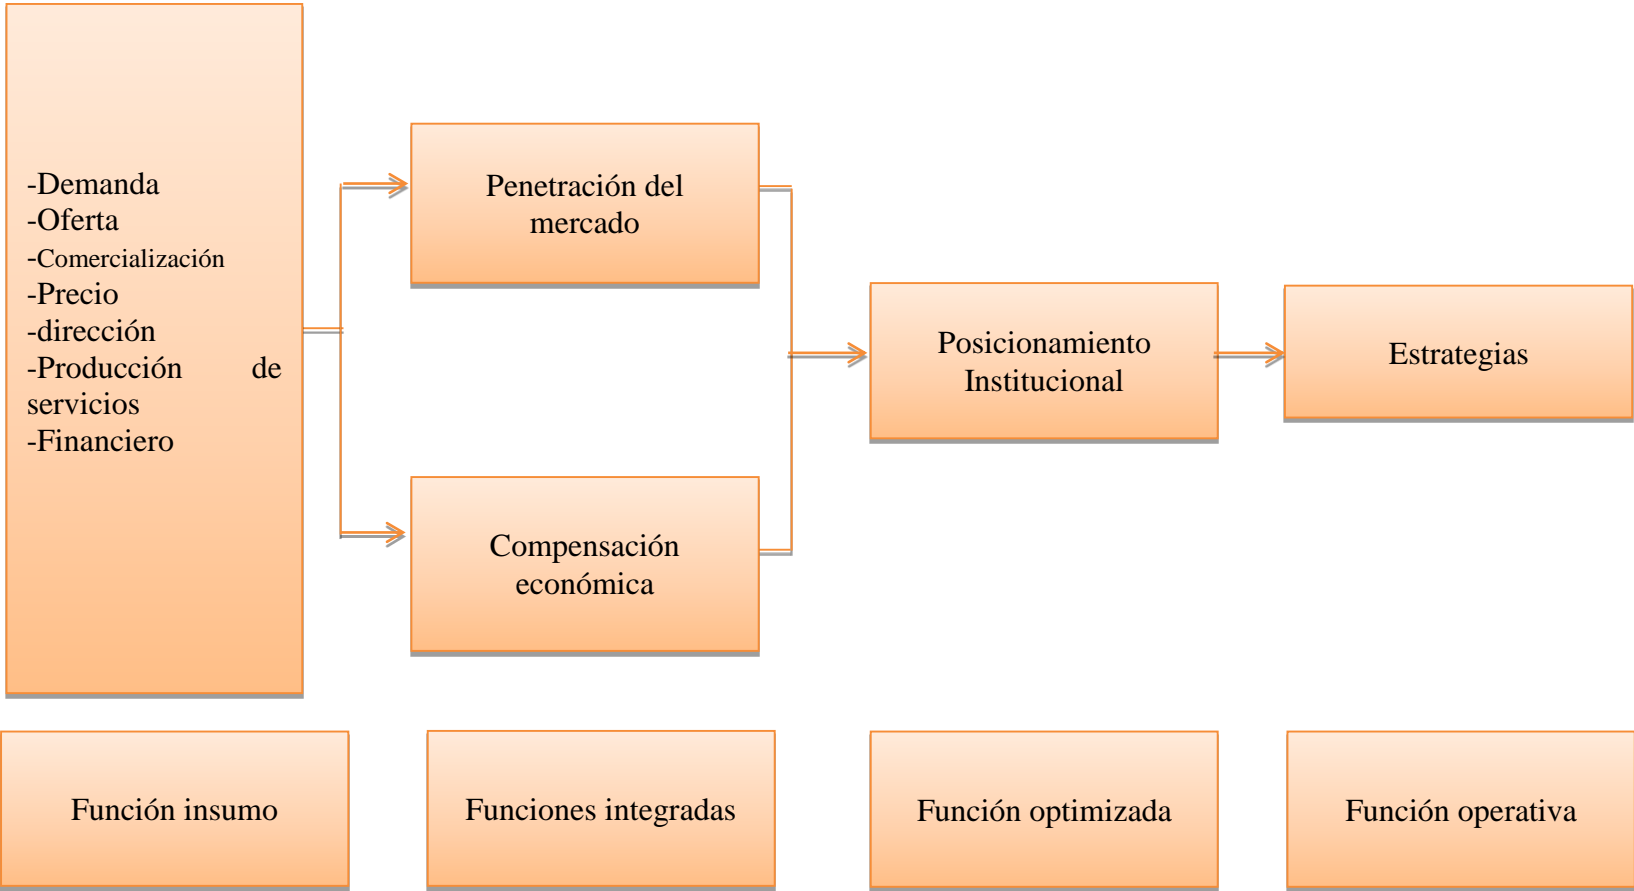 -Demanda
-Oferta
-Comercialización
-Precio
-dirección
-Producción de
servicios
-Financiero
Penetración del
mercado
Compensación
económica
Posicionamiento
Institucional
Estrategias
Función insumo
Funciones integradas
Función optimizada
Función operativa